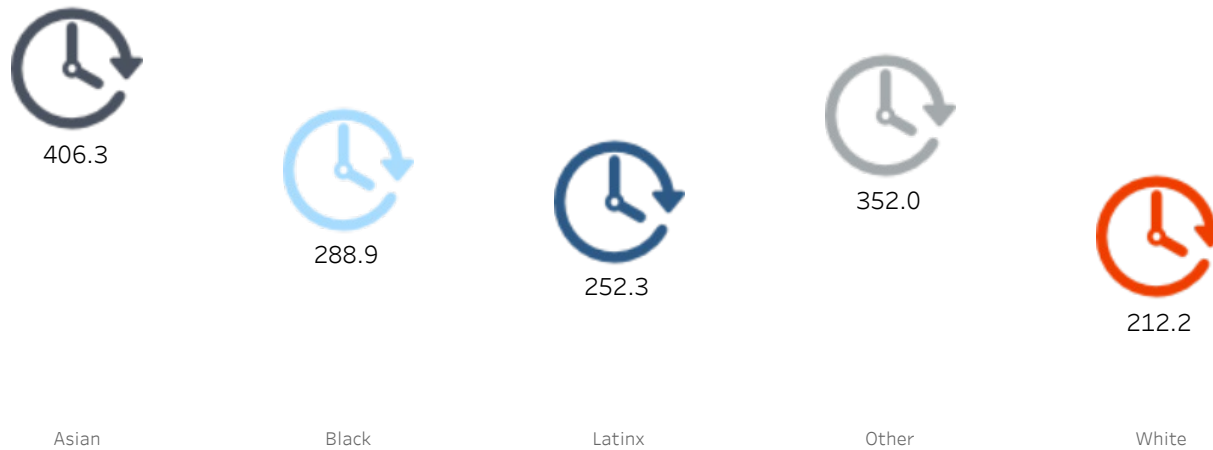 406.3
352.0
288.9
252.3
212.2
Asian
Black
Latinx
Other
White